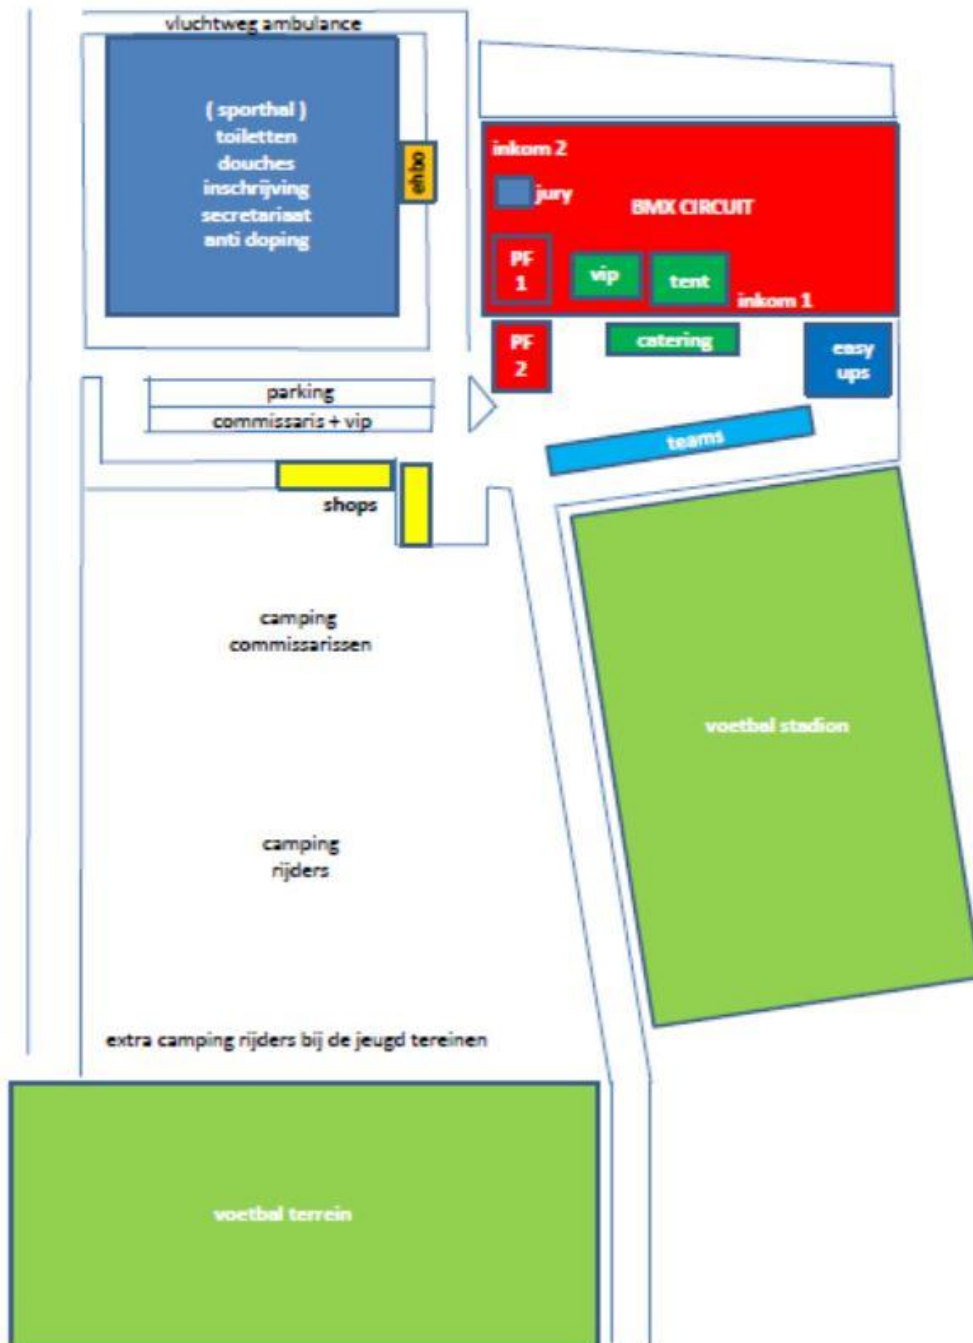 vluchtweg ambulance
( sporthal )
toiletten
douches
inschrijving
secretariaat
anti doping
ehbo
inkom 2
jury
BMX CIRCUIT
PF
1
vip
tent
inkom 1
PF
2
catering
easy
ups
parking
commissaris + vip
teams
shops
camping
commissarissen
voetbal stadion
camping
rijders
extra camping rijders bij de jeugd tereinen
voetbal terrein